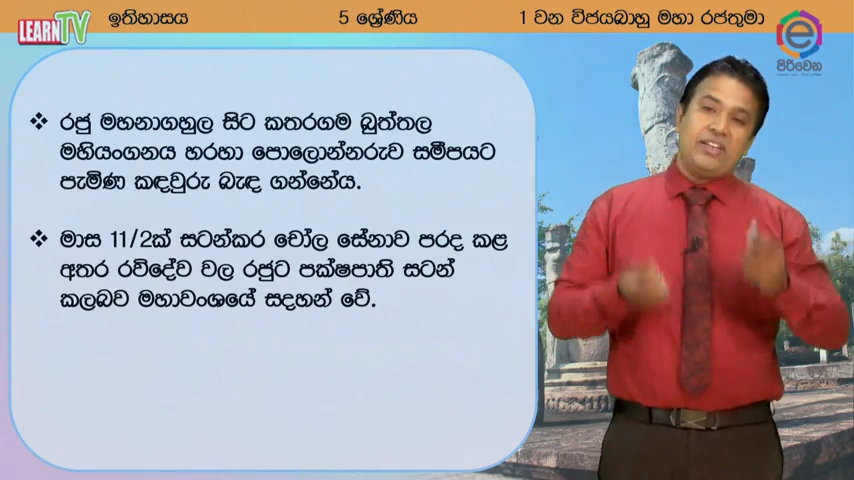 LEARN TV
ඉතිහාසය
5 ශ්‍රේණිය
1 වන විජයබාහු මහා රජතුමා
e
පිරිවෙන
❖ රජු මහනාගහුල සිට කතරගම බුත්තල
මහියංගනය හරහා පොලොන්නරුව සමීපයට
පැමිණ කඳවුරු බැඳ ගන්නේය.
❖ මාස 11/2ක් සටන්කර චෝල සේනාව පරද කළ
අතර රවිදේව චල රජුට පක්ෂපාති සටන්
කලබව මහාවංශයේ සදහන් වේ.